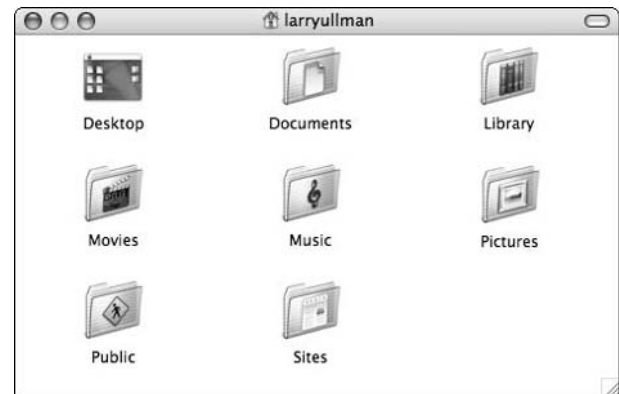 larryullman
Desktop Documents Library
Movies Music Pictures
Public Sites